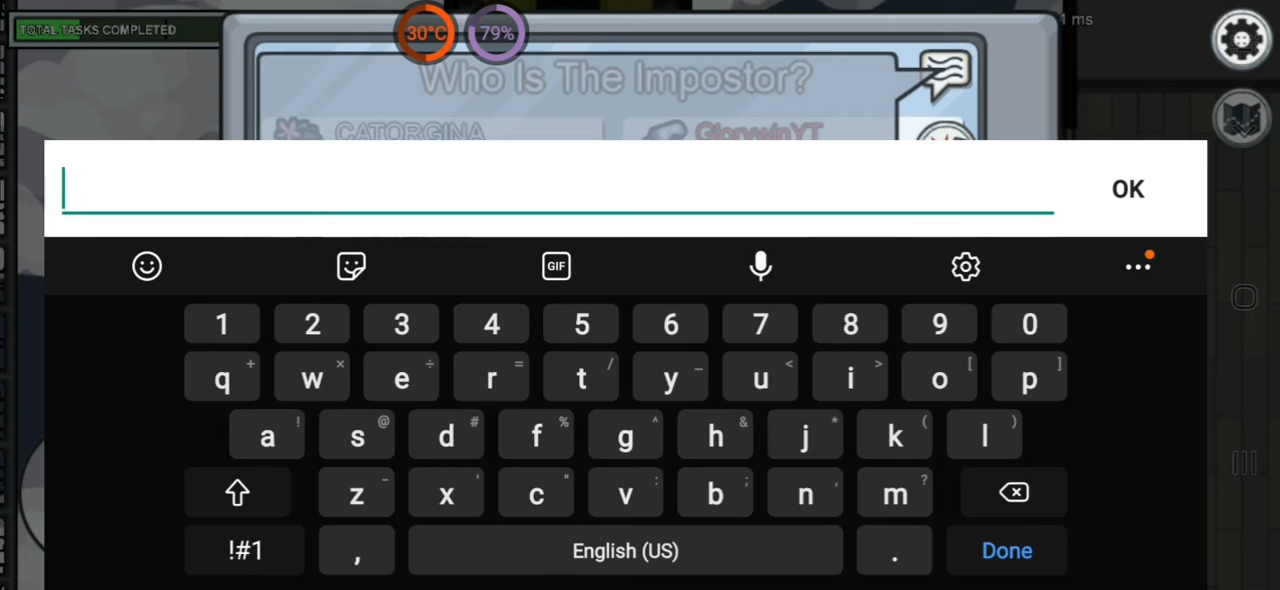 TOTAL TASKS COMPLETED
30°C 79%
1 ms
Who Is The Impostor?
CATORGINA GlorywinYT
OK
GIF
1 2 3 4 5 6 7 8 9 0
q + w × e ÷ r = t / y _ u < i > o [ p ]
a ! s @ d # f % g ^ h & j * k ( l )
z - x ' c " v : b ; n , m ?
!#1 , English (US) . Done